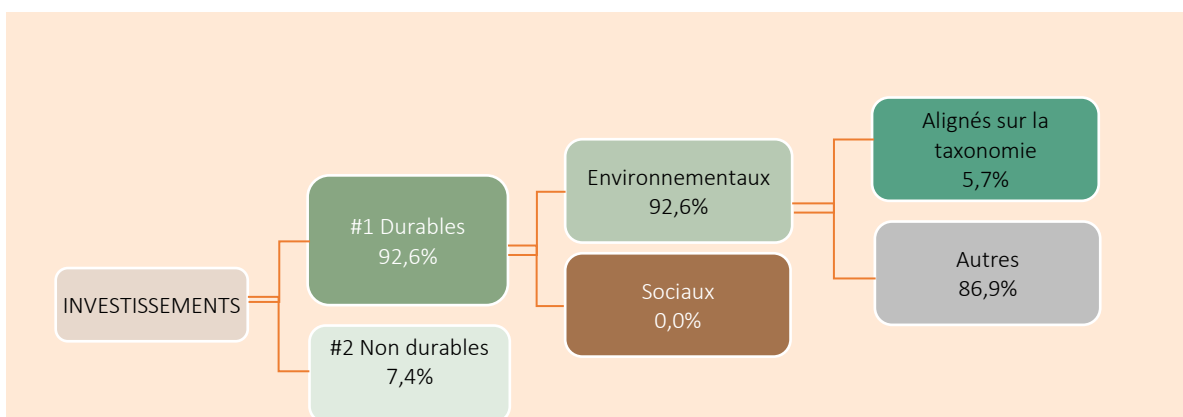 INVESTISSEMENTS
#1 Durables
92,6%
#2 Non durables
7,4%
Environnementaux
92,6%
Sociaux
0,0%
Alignés sur la
taxonomie
5,7%
Autres
86,9%